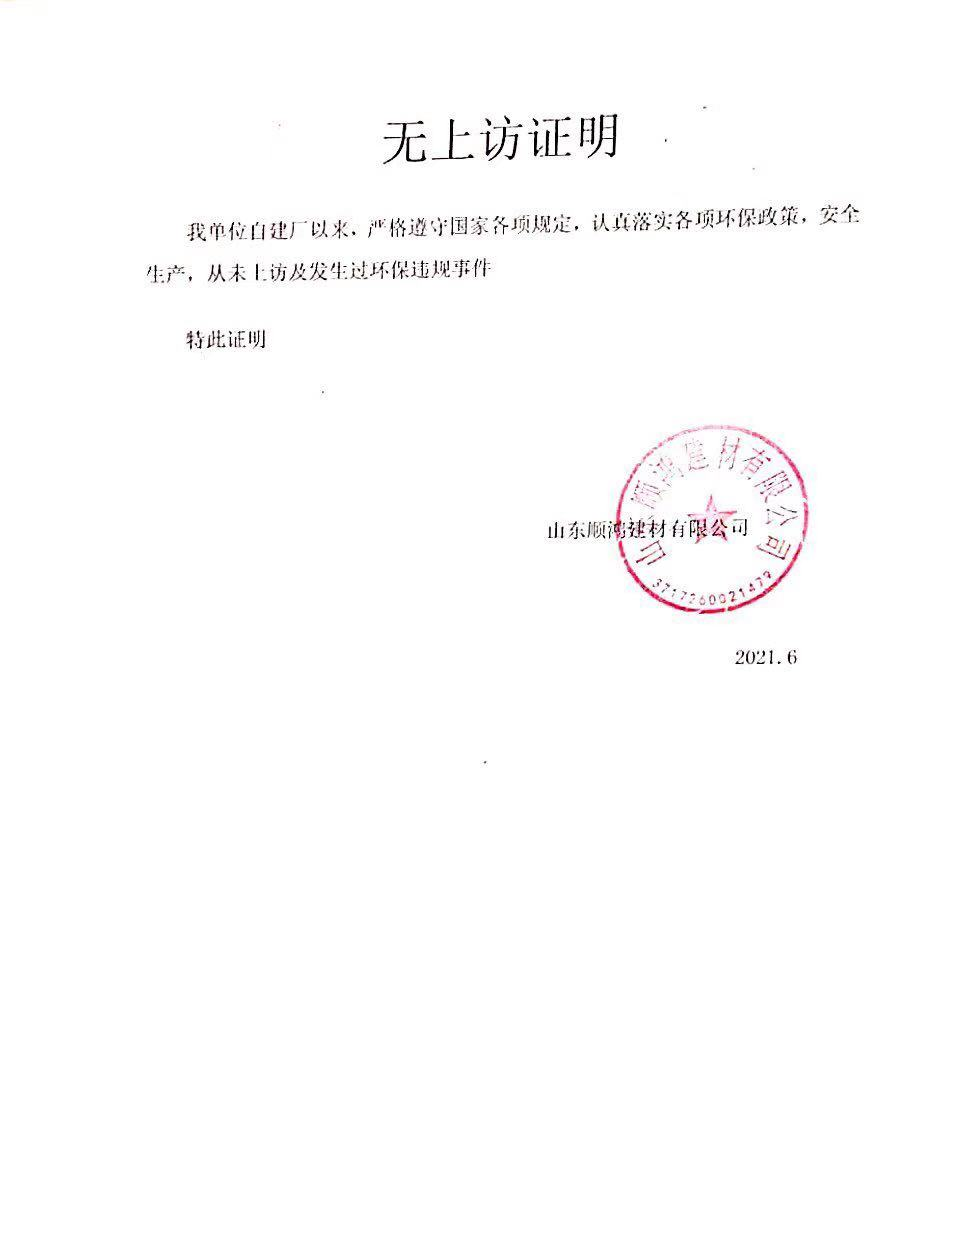 无上访证明
我单位自建厂以来，严格遵守国家各项规定，认真落实各项环保政策，安全
生产，从未上访及发生过环保违规事件
特此证明
山东顺鸿建材有限公司
山东顺鸿建材有限公司
3717260021479
2021.6